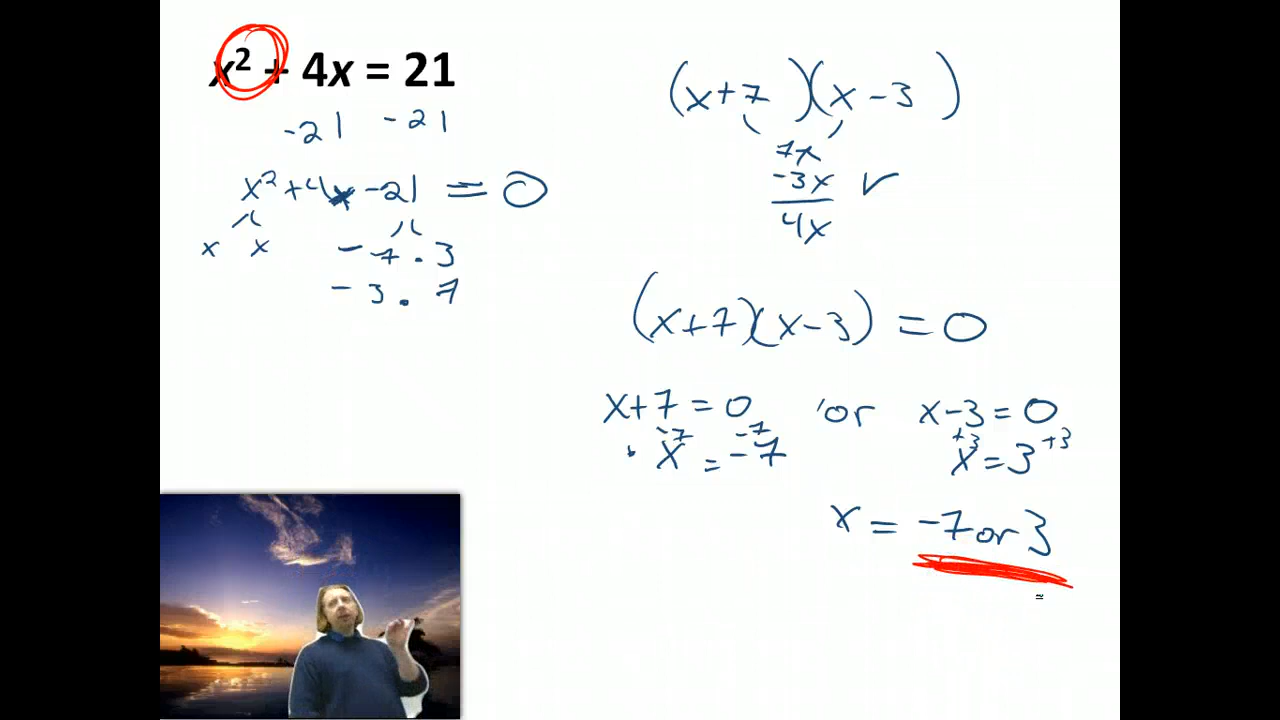 x² + 4x = 21
-21 -21
x² + 4x - 21 = 0
x x -7 . 3
-3 . 7
(x+7)(x-3)
7x
-3x ✓
4x
(x+7)(x-3) = 0
x+7 = 0 or x-3 = 0
-7 -7 +3 +3
x = -7 x = 3
x = -7 or 3